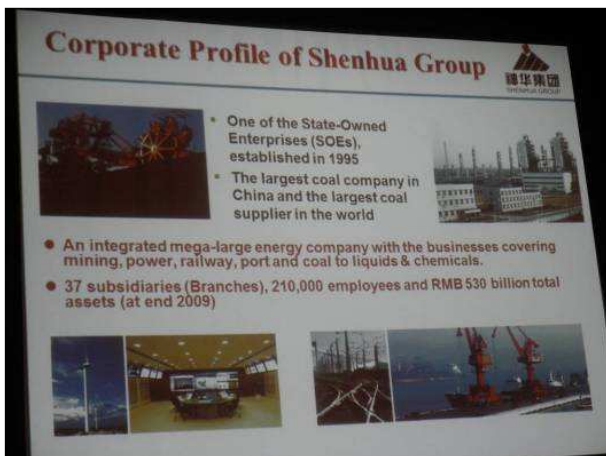 Corporate Profile of Shenhua Group
神华集团
SHENHUA GROUP
• One of the State-Owned
Enterprises (SOEs),
established in 1995
• The largest coal company in
China and the largest coal
supplier in the world
• An integrated mega-large energy company with the businesses covering
mining, power, railway, port and coal to liquids & chemicals.
• 37 subsidiaries (Branches), 210,000 employees and RMB 530 billion total
assets (at end 2009)